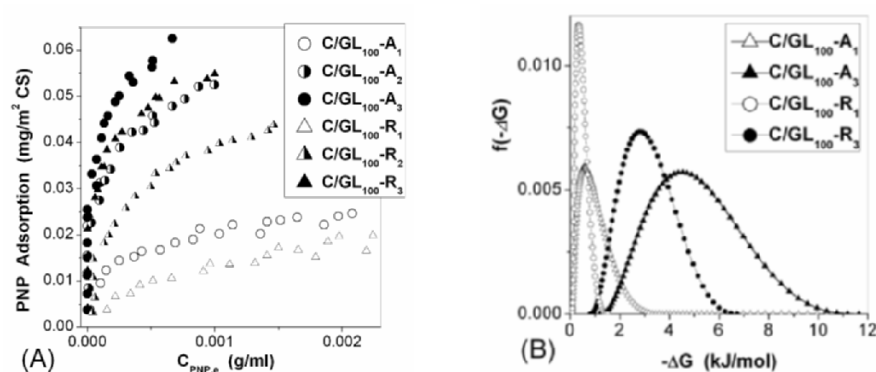 PNP Adsorption (mg/m² CS)
0.06
0.05
0.04
0.03
0.02
0.01
0.00
C/GL₁₀₀-A₁
C/GL₁₀₀-A₂
C/GL₁₀₀-A₃
C/GL₁₀₀-R₁
C/GL₁₀₀-R₂
C/GL₁₀₀-R₃
0.000 0.001 0.002
(A) C_PNP,e (g/ml)
B)
f(-ΔG)
0.010
0.005
0.000
C/GL₁₀₀-A₁
C/GL₁₀₀-A₃
C/GL₁₀₀-R₁
C/GL₁₀₀-R₃
0 2 4 6 8 10 12
(B) -ΔG (kJ/mol)